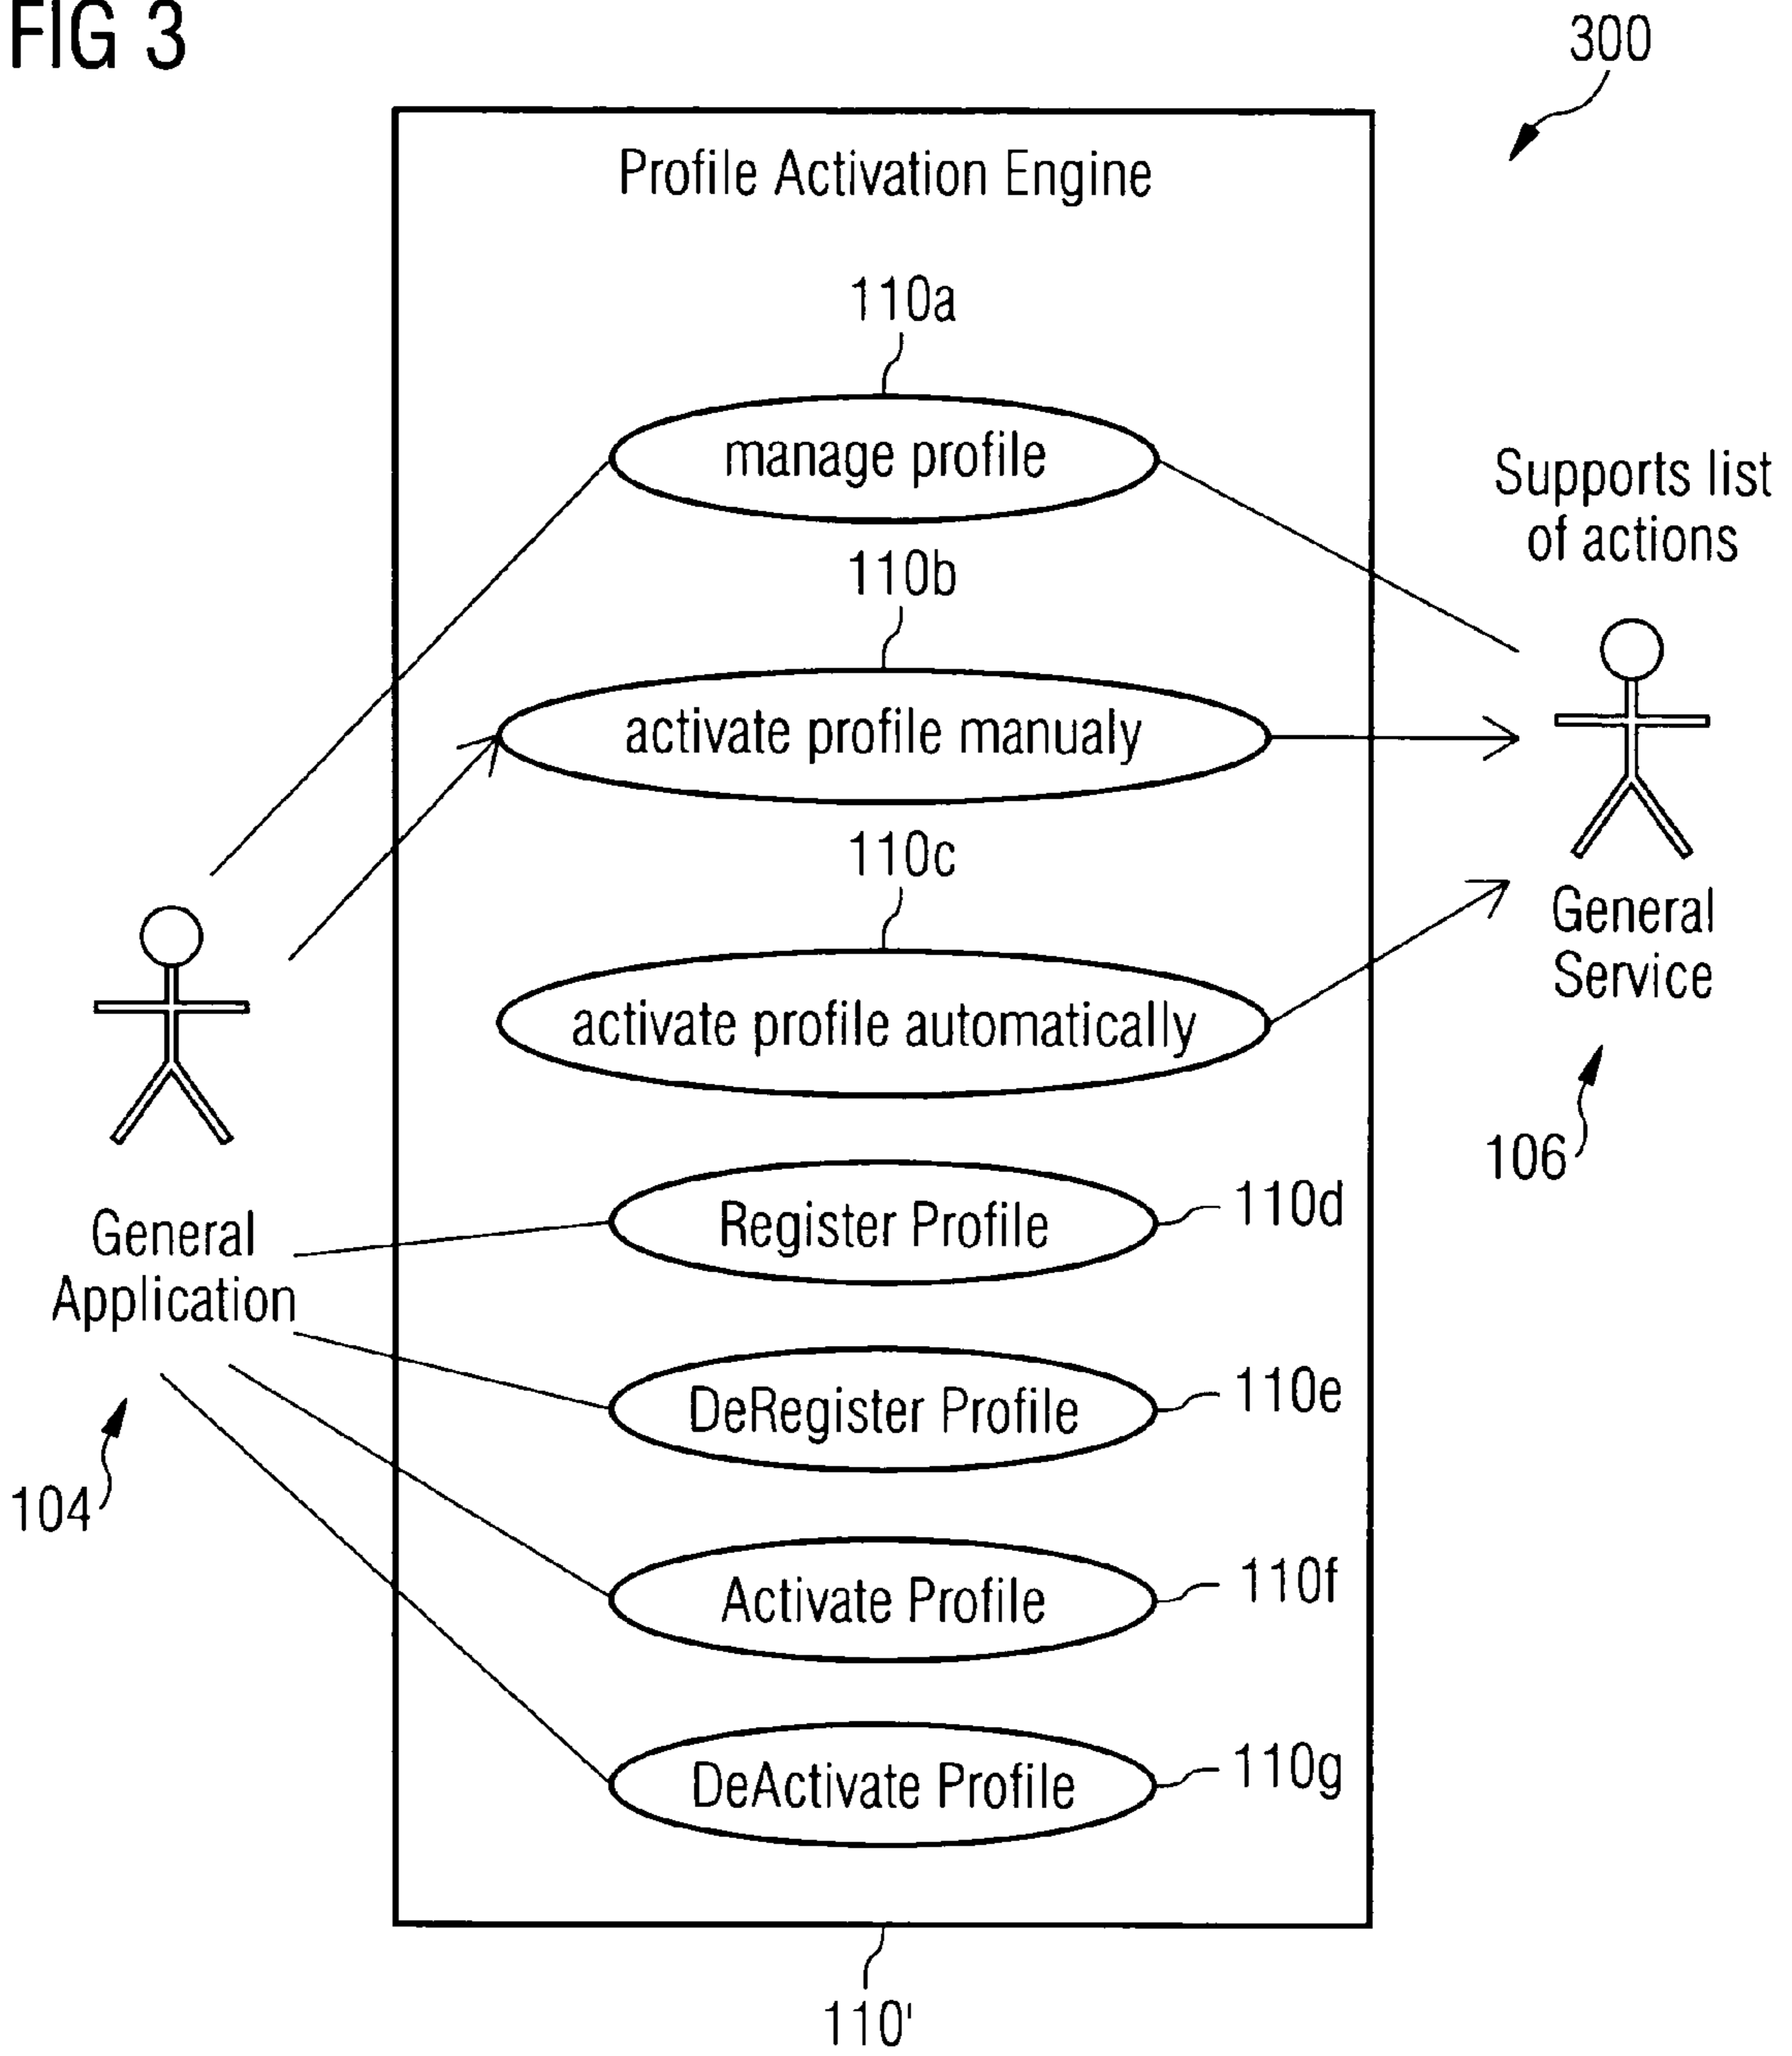 FIG 3
300
Profile Activation Engine
110a
manage profile
Supports list
of actions
110b
activate profile manualy
110c
General
Service
activate profile automatically
106
General
Application
Register Profile
110d
DeRegister Profile
110e
104
Activate Profile
110f
DeActivate Profile
110g
110'